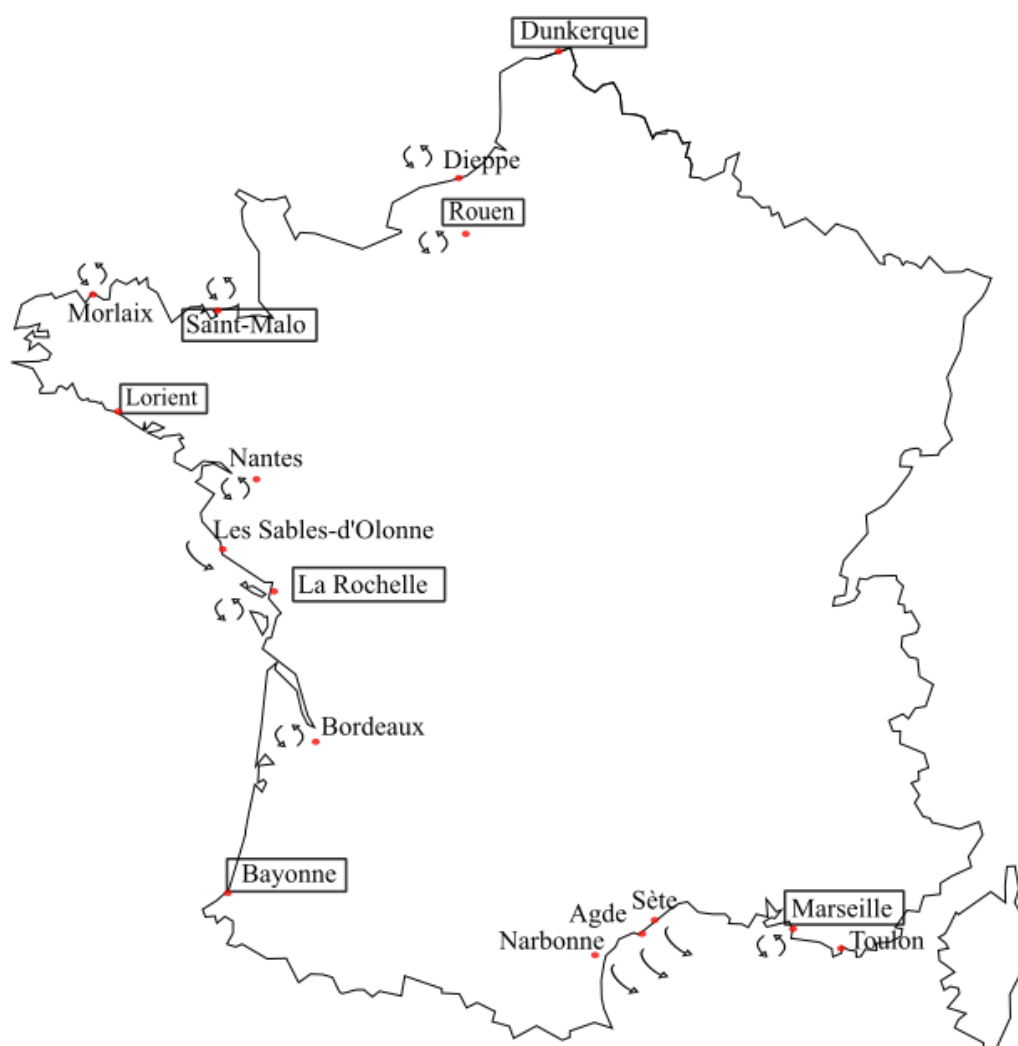 Dunkerque
Dieppe
Rouen
Morlaix
Saint-Malo
Lorient
Nantes
Les Sables-d'Olonne
La Rochelle
Bordeaux
Bayonne
Sète
Marseille
Agde
Narbonne
Toulon